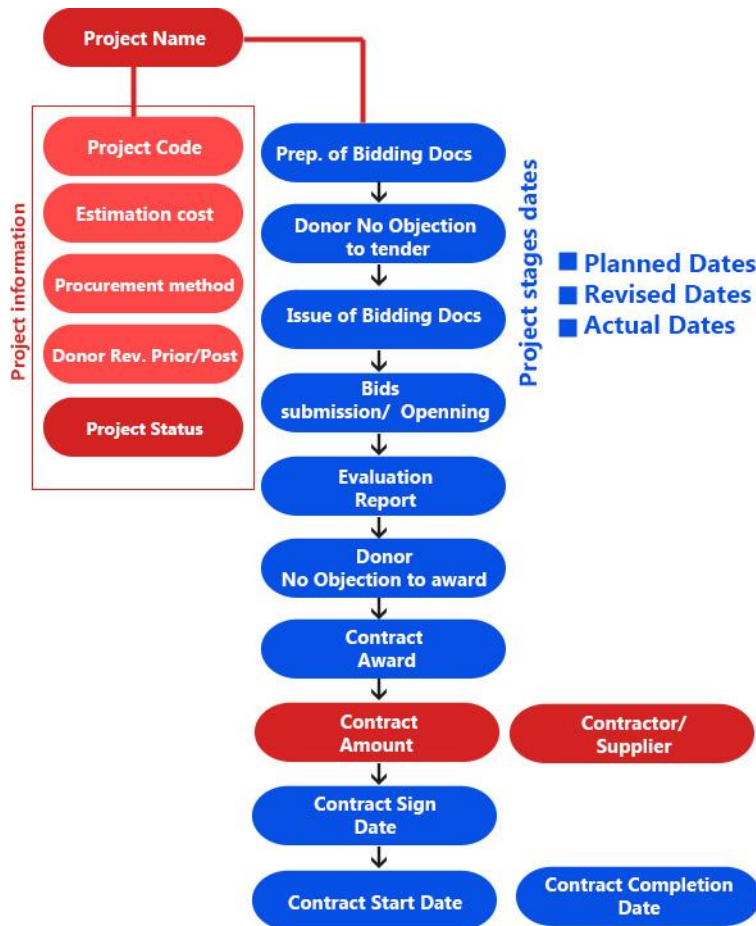 Project Name
Project information
Project Code
Estimation cost
Procurement method
Donor Rev. Prior/Post
Project Status
Prep. of Bidding Docs
Donor No Objection
to tender
Issue of Bidding Docs
Bids
submission/ Openning
Evaluation
Report
Donor
No Objection to award
Contract
Award
Contract
Amount
Contractor/
Supplier
Contract Sign
Date
Contract Start Date
Contract Completion
Date
Project stages dates
Planned Dates
Revised Dates
Actual Dates